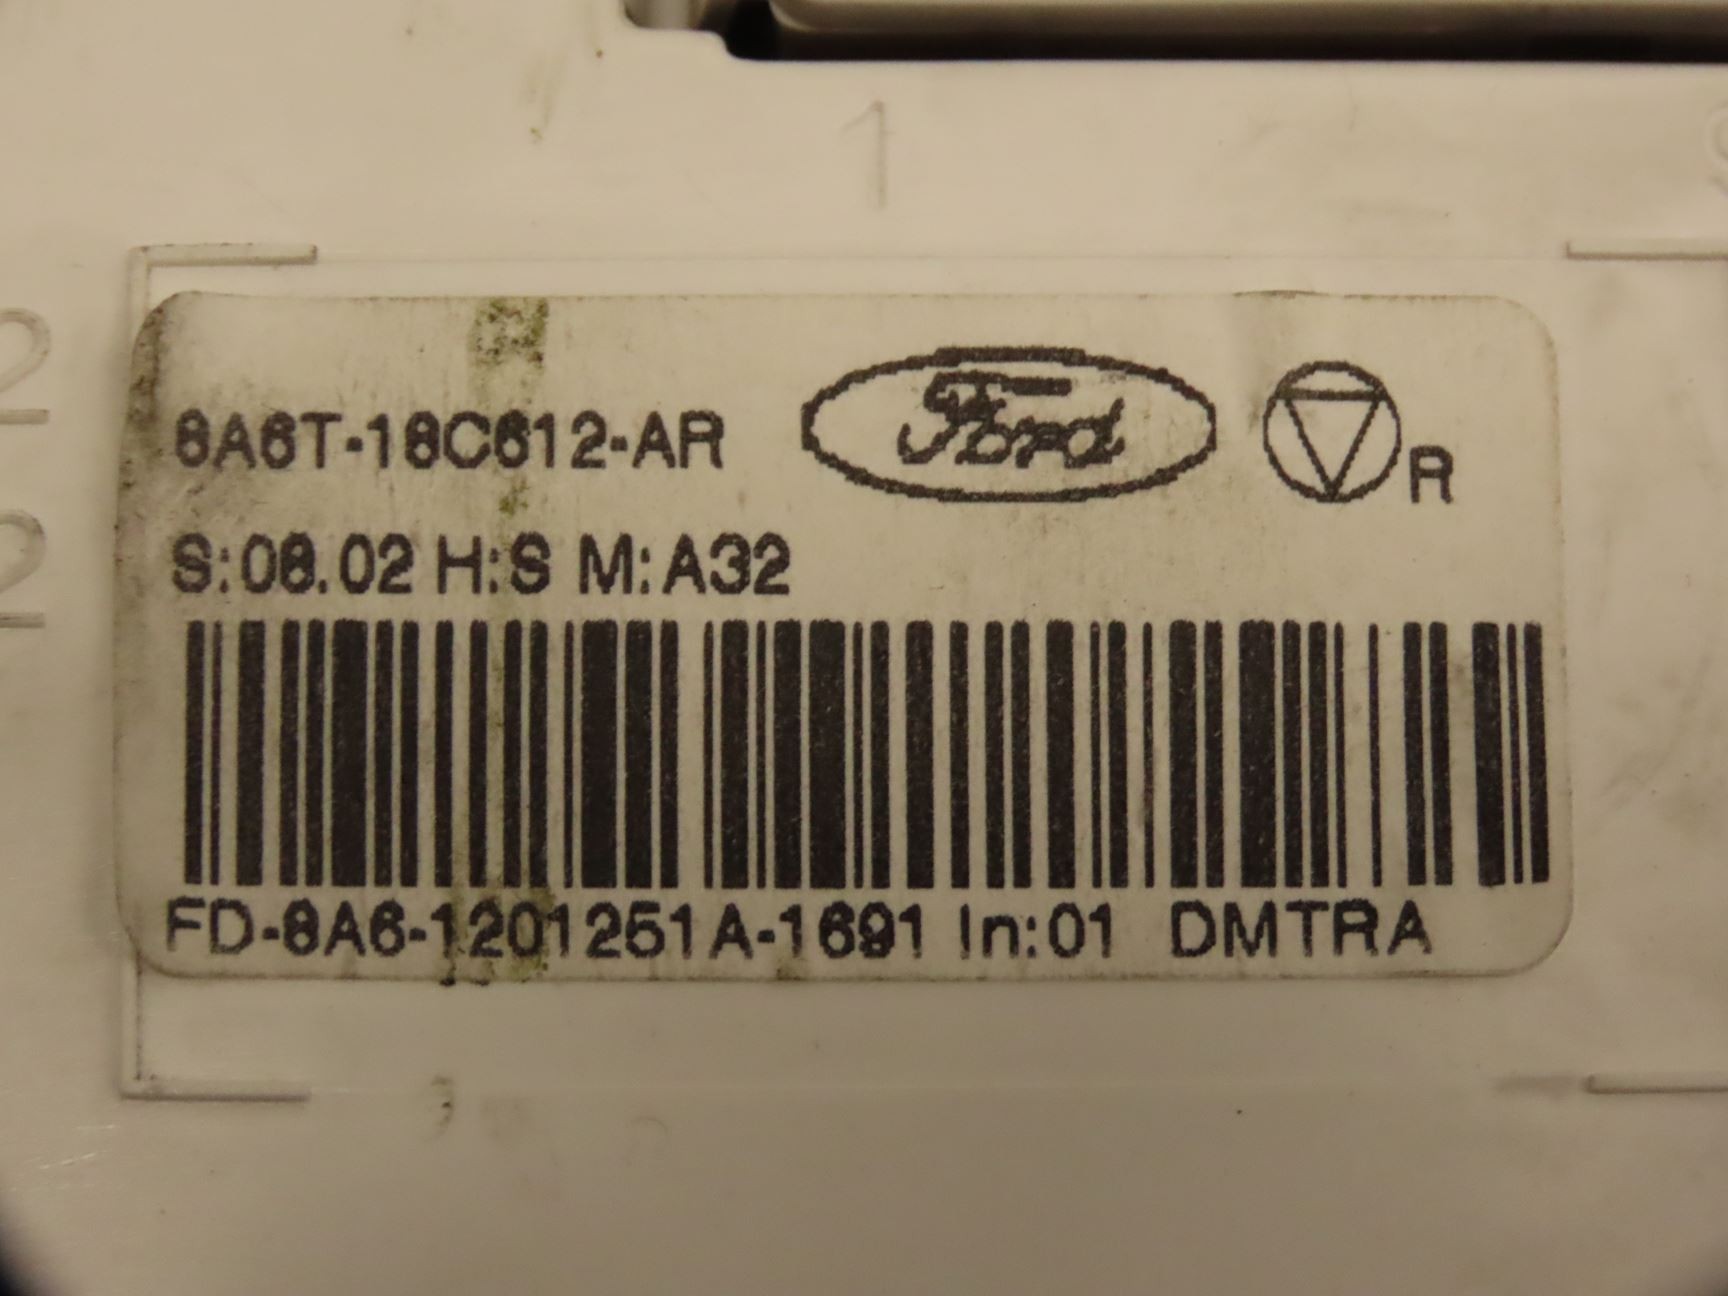 1
2
2
8A6T-18C612-AR Ford R
S:08.02 H:S M:A32
FD-8A6-1201251A-1691 In:01 DMTRA